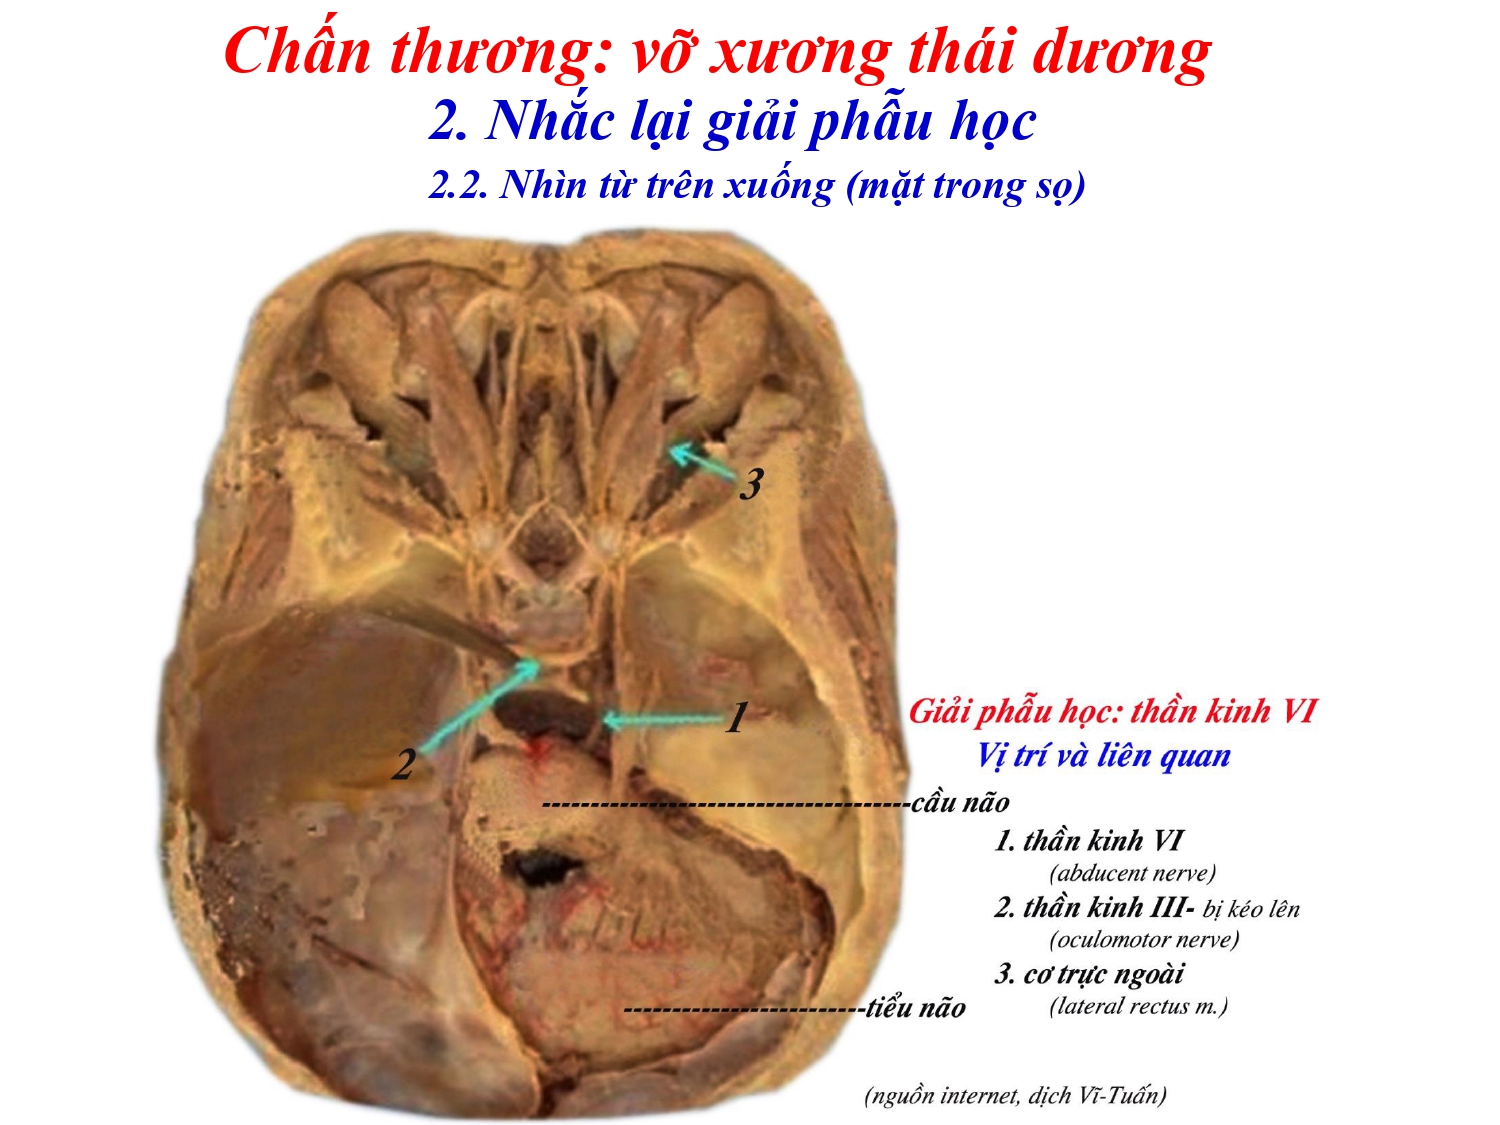 Chấn thương: vỡ xương thái dương
2. Nhắc lại giải phẫu học
2.2. Nhìn từ trên xuống (mặt trong sọ)
3
1
2
Giải phẫu học: thần kinh VI
Vị trí và liên quan
cầu não
1. thần kinh VI
(abducent nerve)
2. thần kinh III- bị kéo lên
(oculomotor nerve)
3. cơ trực ngoài
(lateral rectus m.)
tiểu não
(nguồn internet, dịch Vĩ-Tuấn)